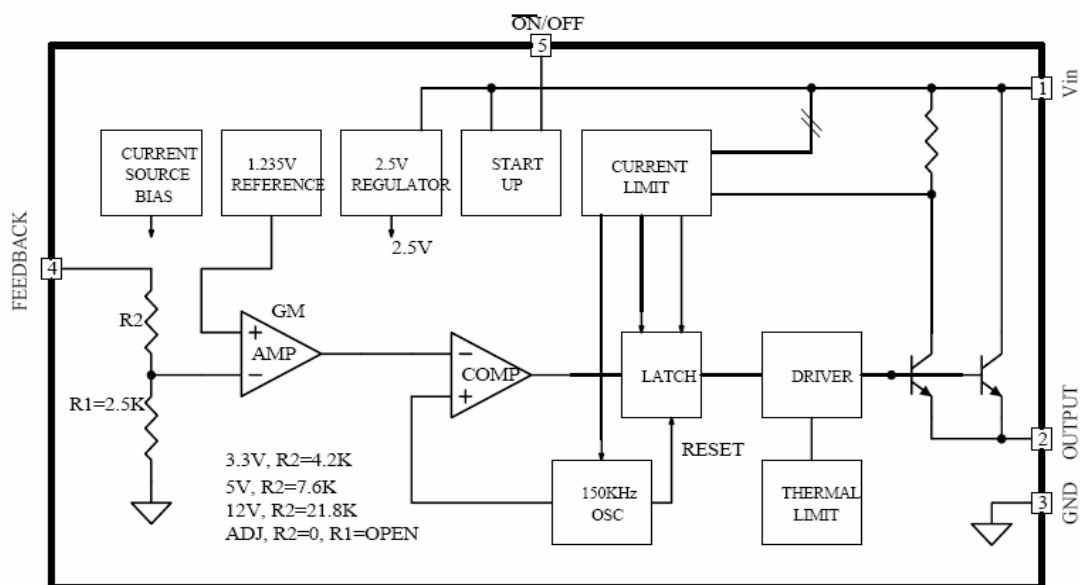 ON/OFF
5
1
Vin
CURRENT
SOURCE
BIAS
1.235V
REFERENCE
2.5V
REGULATOR
START
UP
CURRENT
LIMIT
2.5V
FEEDBACK
4
R2
R1=2.5K
GM
+
AMP
−
−
COMP
+
LATCH
DRIVER
2
OUTPUT
RESET
3.3V, R2=4.2K
5V, R2=7.6K
12V, R2=21.8K
ADJ, R2=0, R1=OPEN
150KHz
OSC
THERMAL
LIMIT
3
GND